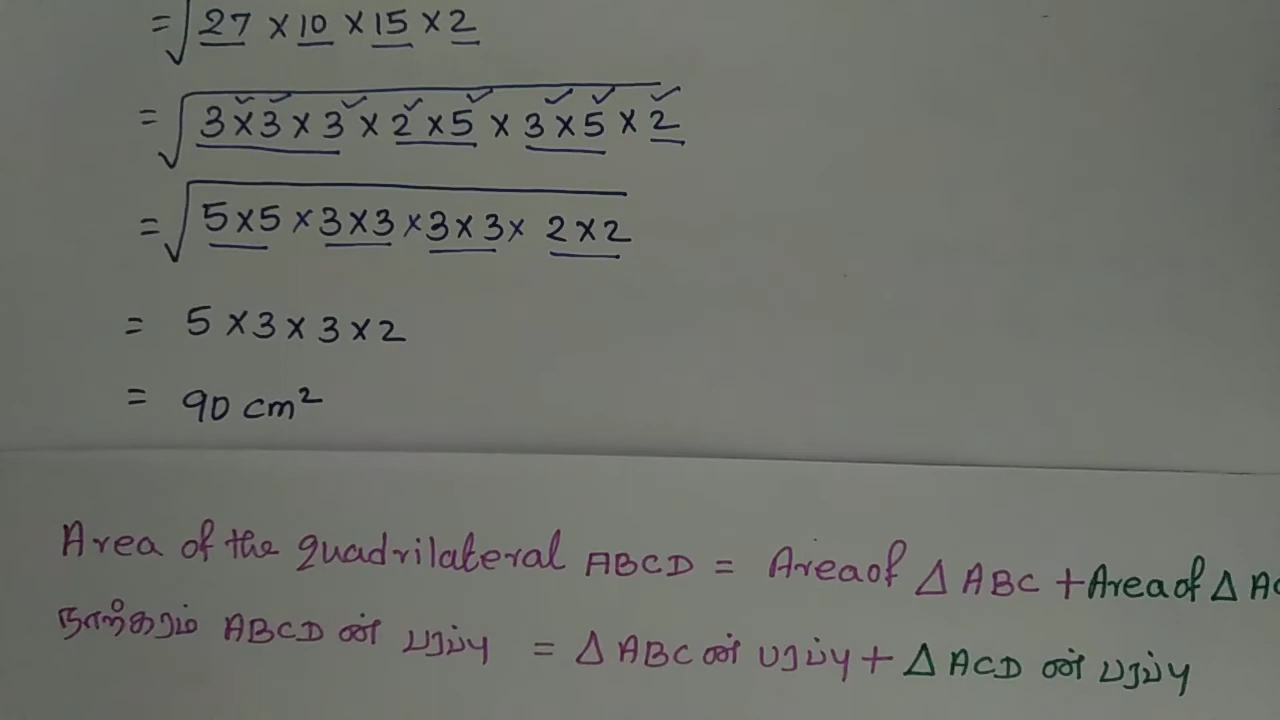 =√27 × 10 × 15 × 2
=√3×3×3×2×5×3×5×2
=√5×5×3×3×3×3×2×2
= 5×3×3×2
= 90 cm²
Area of the quadrilateral ABCD = Area of Δ ABC + Area of Δ AC
நாற்கரம் ABCD ன் பரப்பு = Δ ABC ன் பரப்பு + Δ ACD ன் பரப்பு